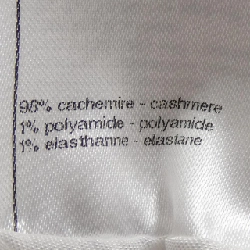 98% cachemire - cashmere
1% polyamide - polyamide
1% elasthanne - elastane